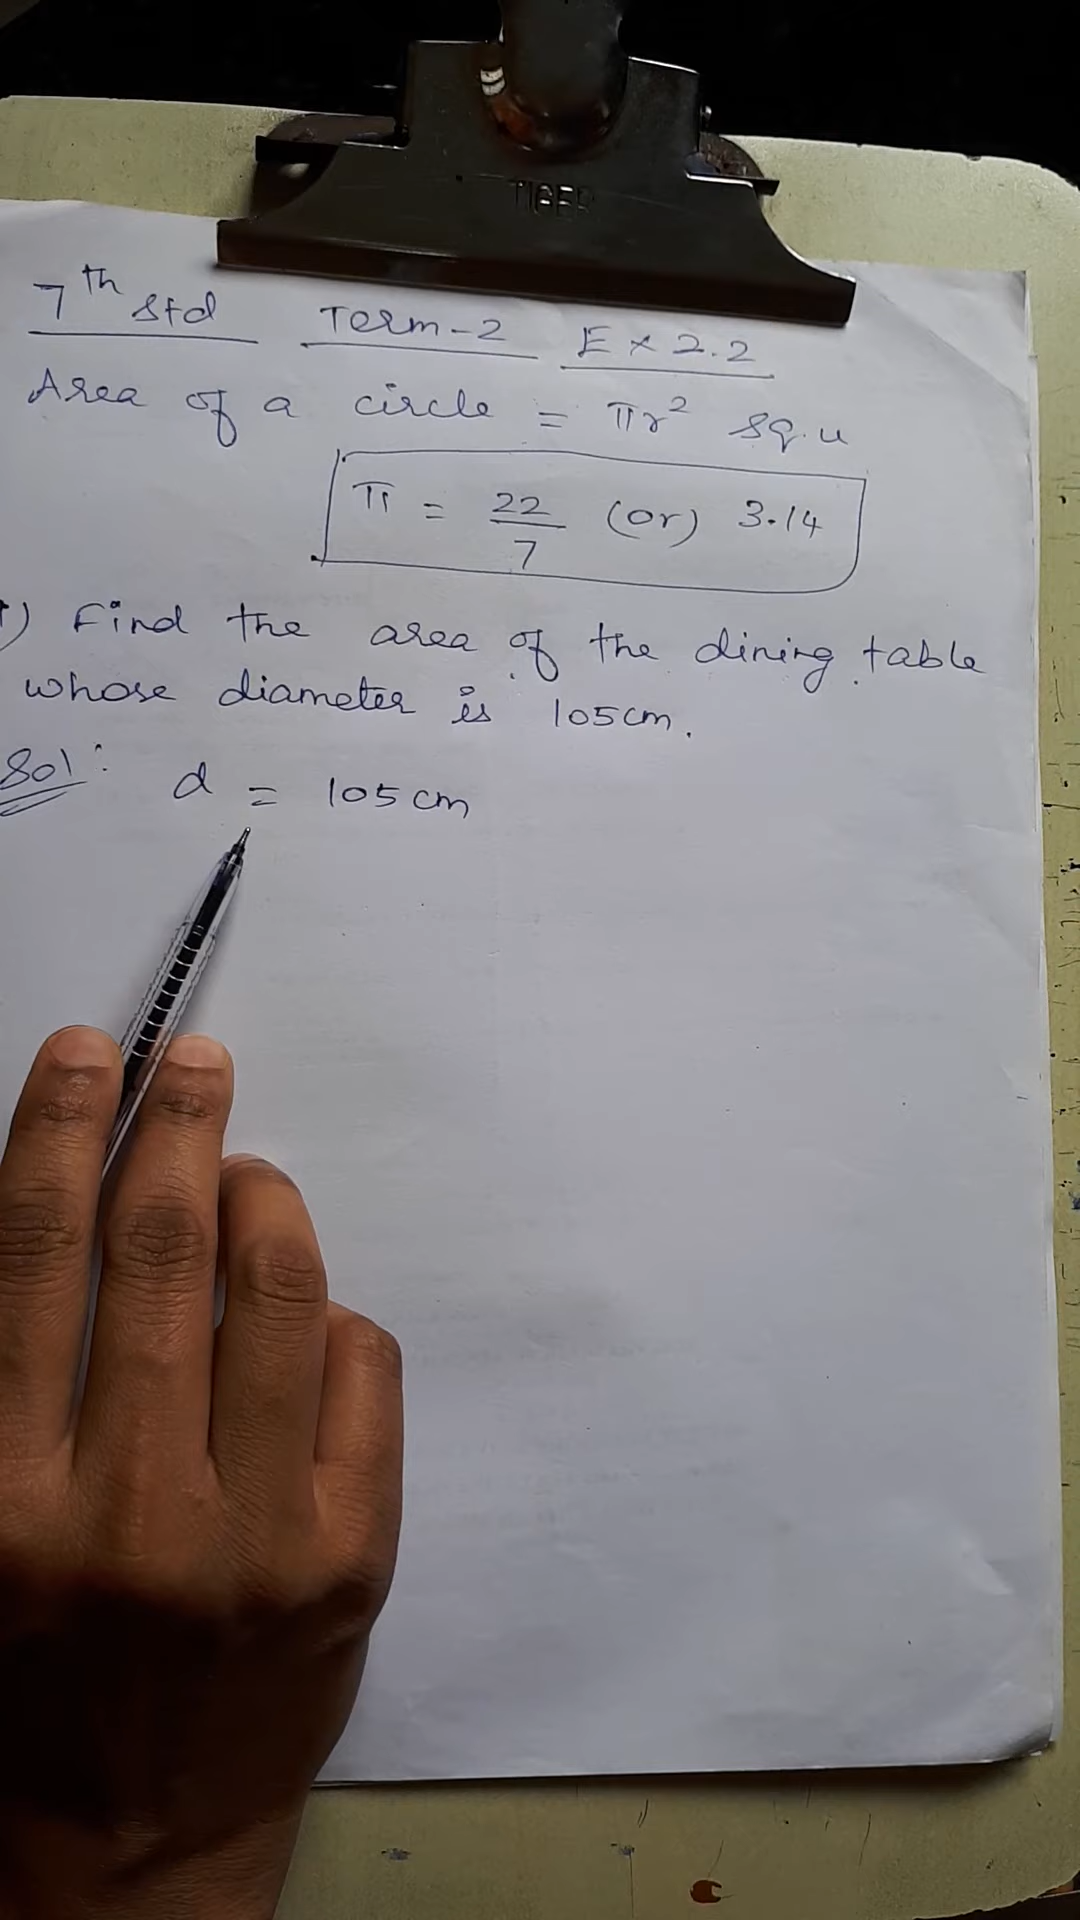 TIGER
7th std Term-2 Ex 2.2
Area of a circle = πr² sq.u
π = 22/7 (or) 3.14
1) Find the area of the dining table
whose diameter is 105cm.
Sol:
d = 105 cm